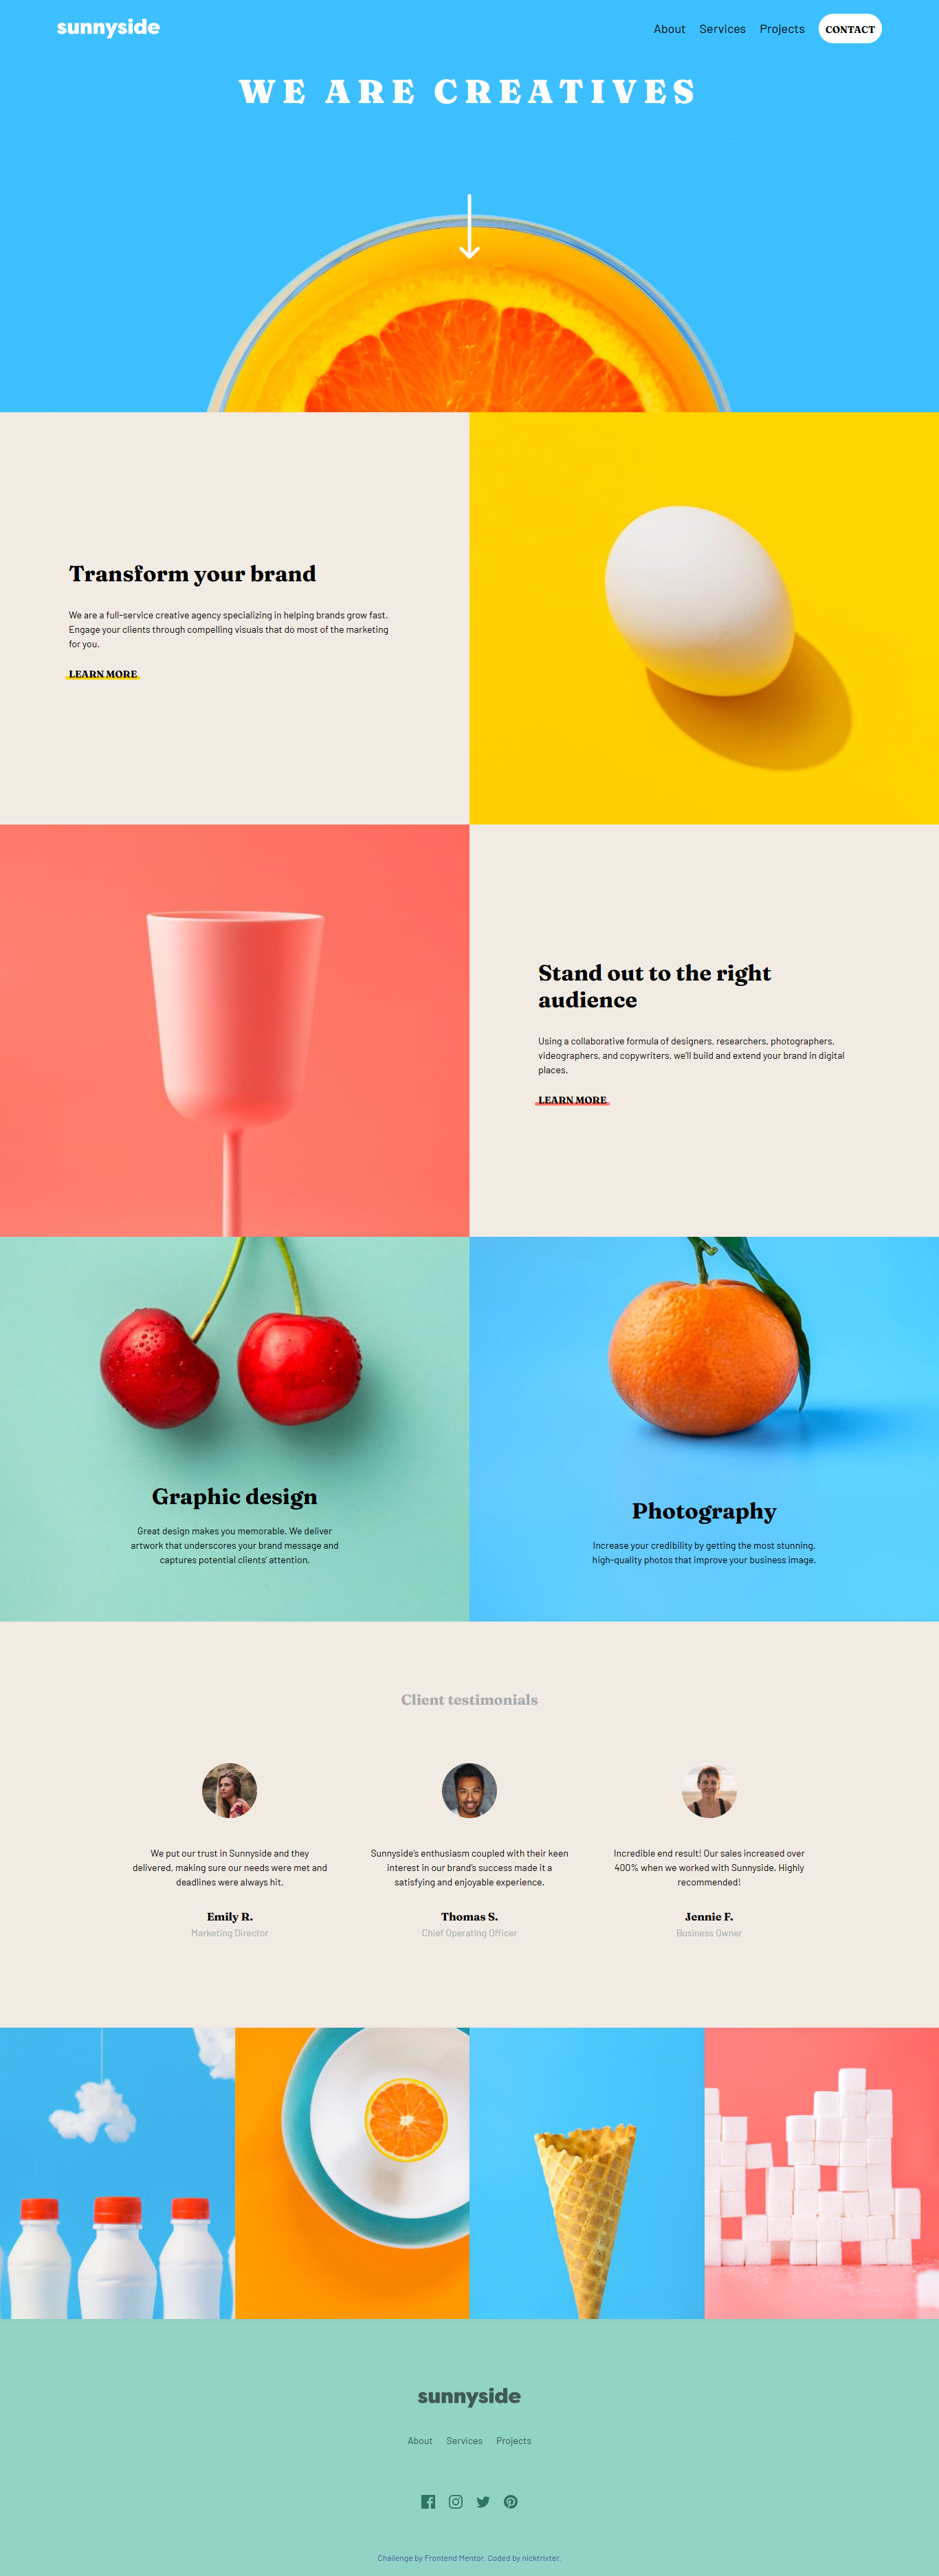 sunnyside
About Services Projects CONTACT
WE ARE CREATIVES
Transform your brand
We are a full-service creative agency specializing in helping brands grow fast.
Engage your clients through compelling visuals that do most of the marketing
for you.
LEARN MORE
Stand out to the right
audience
Using a collaborative formula of designers, researchers, photographers,
videographers, and copywriters, we'll build and extend your brand in digital
places.
LEARN MORE
Graphic design
Great design makes you memorable. We deliver
artwork that underscores your brand message and
captures potential clients' attention.
Photography
Increase your credibility by getting the most stunning,
high-quality photos that improve your business image.
Client testimonials
We put our trust in Sunnyside and they
delivered, making sure our needs were met and
deadlines were always hit.
Emily R.
Marketing Director
Sunnyside's enthusiasm coupled with their keen
interest in our brand's success made it a
satisfying and enjoyable experience.
Thomas S.
Chief Operating Officer
Incredible end result! Our sales increased over
400% when we worked with Sunnyside. Highly
recommended!
Jennie F.
Business Owner
sunnyside
About Services Projects
Challenge by Frontend Mentor. Coded by nicktrixter.